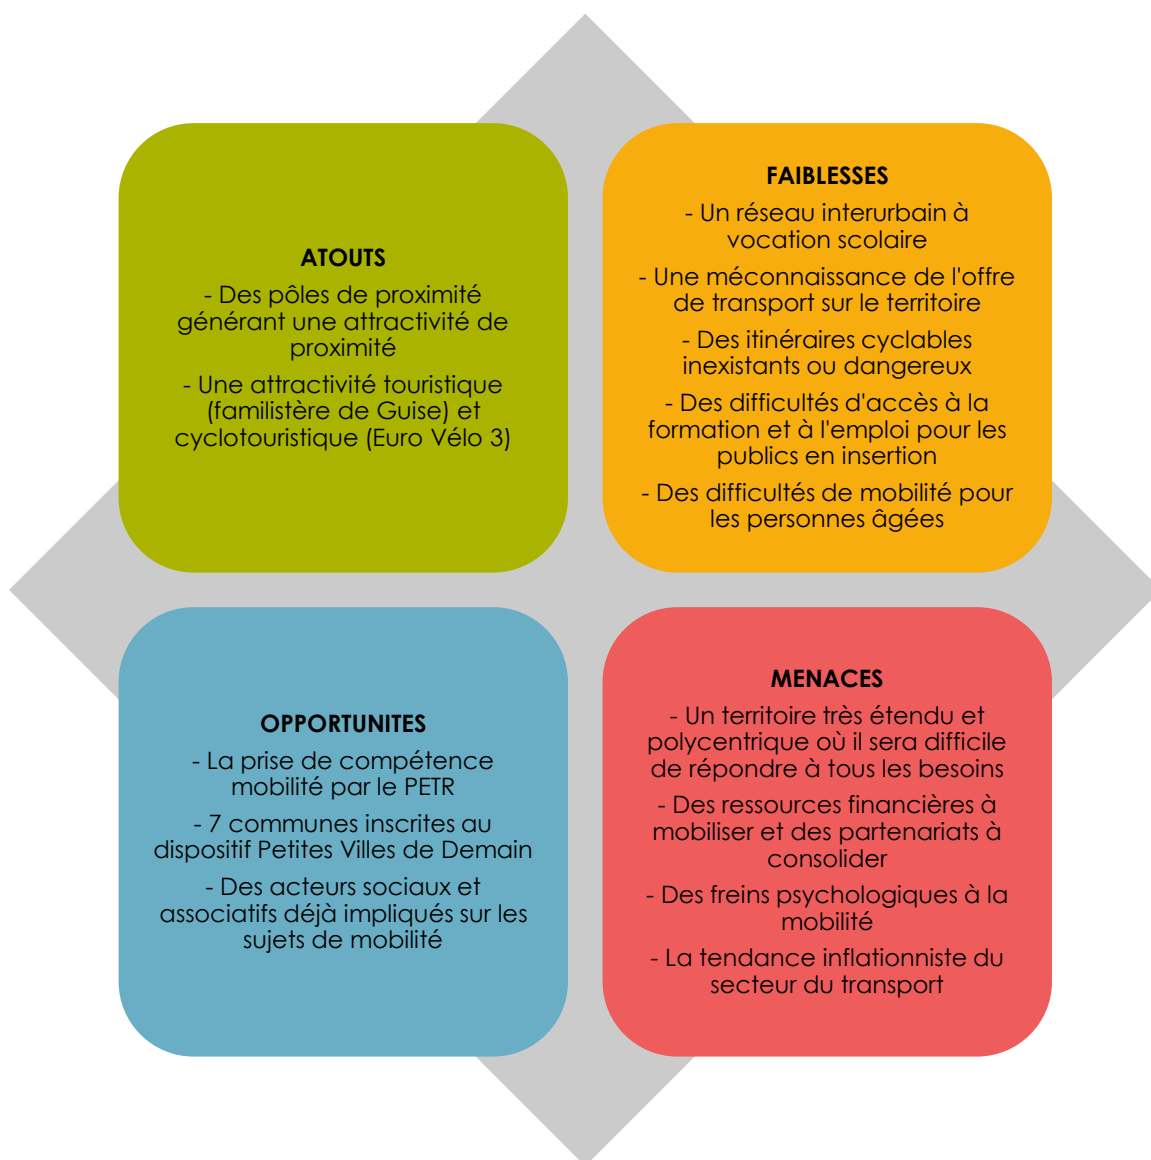 ATOUTS
- Des pôles de proximité
générant une attractivité de
proximité
- Une attractivité touristique
(familistère de Guise) et
cyclotouristique (Euro Vélo 3)
FAIBLESSES
- Un réseau interurbain à
vocation scolaire
- Une méconnaissance de l'offre
de transport sur le territoire
- Des itinéraires cyclables
inexistants ou dangereux
- Des difficultés d'accès à la
formation et à l'emploi pour les
publics en insertion
- Des difficultés de mobilité pour
les personnes âgées
OPPORTUNITES
- La prise de compétence
mobilité par le PETR
- 7 communes inscrites au
dispositif Petites Villes de Demain
- Des acteurs sociaux et
associatifs déjà impliqués sur les
sujets de mobilité
MENACES
- Un territoire très étendu et
polycentrique où il sera difficile
de répondre à tous les besoins
- Des ressources financières à
mobiliser et des partenariats à
consolider
- Des freins psychologiques à la
mobilité
- La tendance inflationniste du
secteur du transport